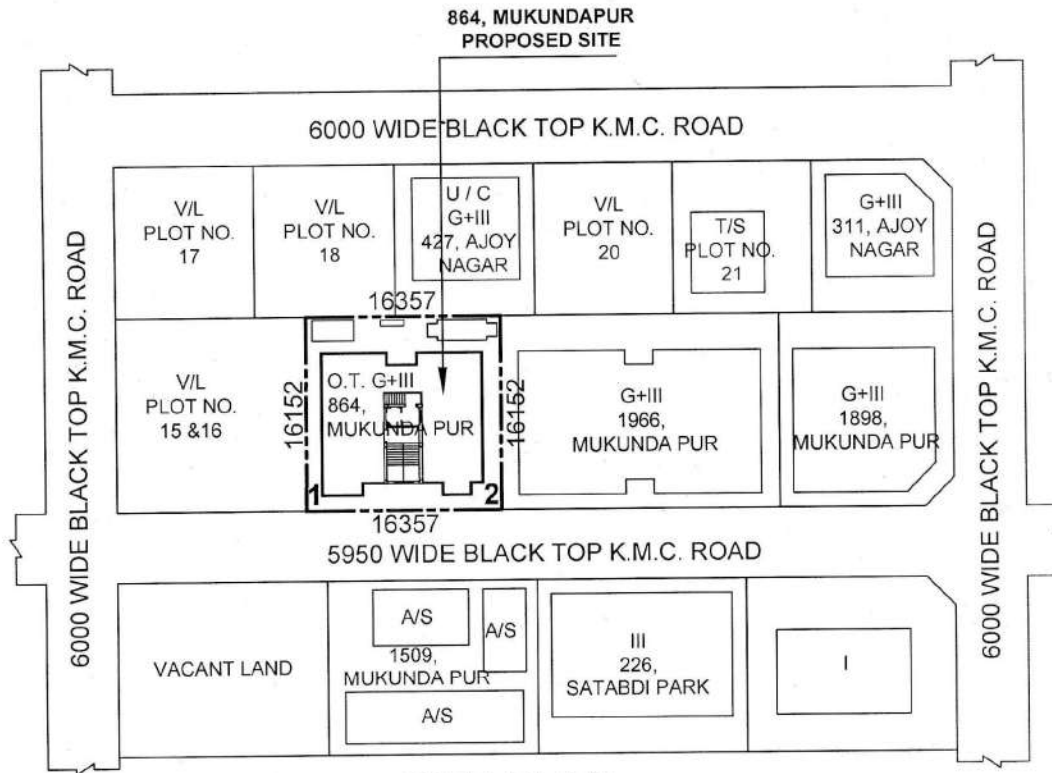 864, MUKUNDAPUR
PROPOSED SITE
6000 WIDE BLACK TOP K.M.C. ROAD
V/L
PLOT NO.
17
V/L
PLOT NO.
18
U / C
G+III
427, AJOY
NAGAR
V/L
PLOT NO.
20
T/S
PLOT NO.
21
G+III
311, AJOY
NAGAR
6000 WIDE BLACK TOP K.M.C. ROAD
V/L
PLOT NO.
15 &16
16357
16152
O.T. G+III
864,
MUKUNDA PUR
16152
1
2
16357
G+III
1966,
MUKUNDA PUR
G+III
1898,
MUKUNDA PUR
6000 WIDE BLACK TOP K.M.C. ROAD
5950 WIDE BLACK TOP K.M.C. ROAD
VACANT LAND
A/S
A/S
1509,
MUKUNDA PUR
A/S
III
226,
SATABDI PARK
I